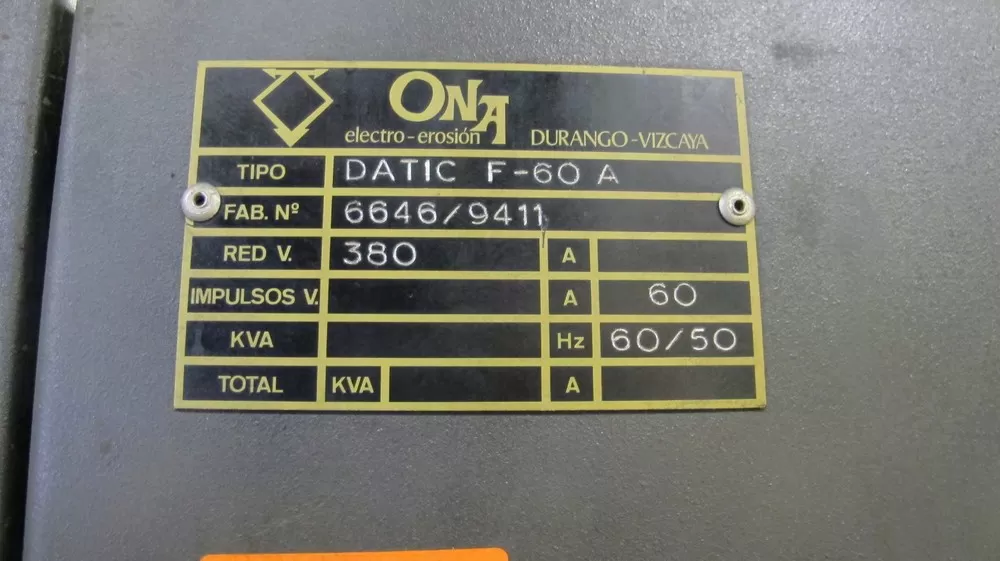 ONA
electro-erosión DURANGO-VIZCAYA
TIPO DATIC F-60 A
FAB. Nº 6646/9411
RED V. 380 A
IMPULSOS V. A 60
KVA Hz 60/50
TOTAL KVA A